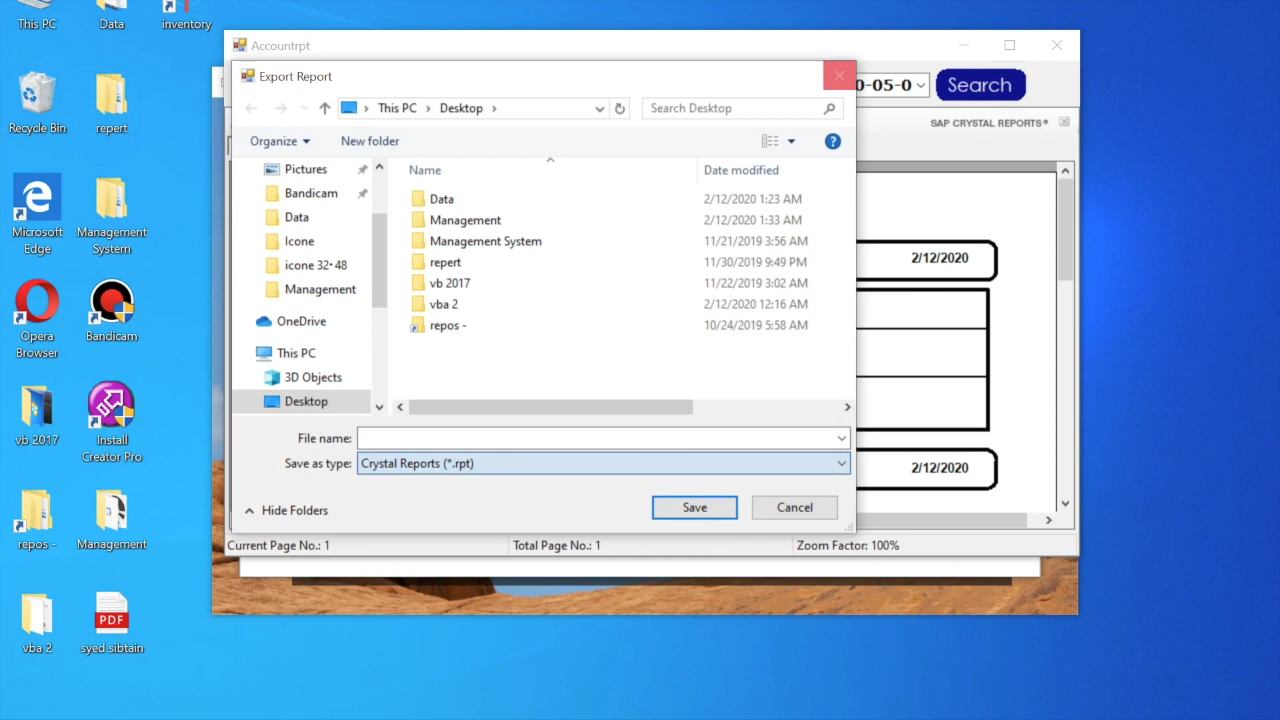 This PC
Data
inventory
Recycle Bin
repert
Microsoft
Edge
Management
System
Opera
Browser
Bandicam
vb 2017
Install
Creator Pro
repos -
Management
vba 2
PDF
syed sibtain
Accountrpt
Export Report
This PC
Desktop
Search Desktop
0-05-0
Search
Organize
New folder
SAP CRYSTAL REPORTS®
Pictures
Bandicam
Data
Icone
icone 32•48
Management
OneDrive
This PC
3D Objects
Desktop
Name
Date modified
Data
2/12/2020 1:23 AM
Management
2/12/2020 1:33 AM
Management System
11/21/2019 3:56 AM
repert
11/30/2019 9:49 PM
vb 2017
11/22/2019 3:02 AM
vba 2
2/12/2020 12:16 AM
repos -
10/24/2019 5:58 AM
File name:
Save as type:
Crystal Reports (*.rpt)
Hide Folders
Save
Cancel
2/12/2020
2/12/2020
Current Page No.: 1
Total Page No.: 1
Zoom Factor: 100%